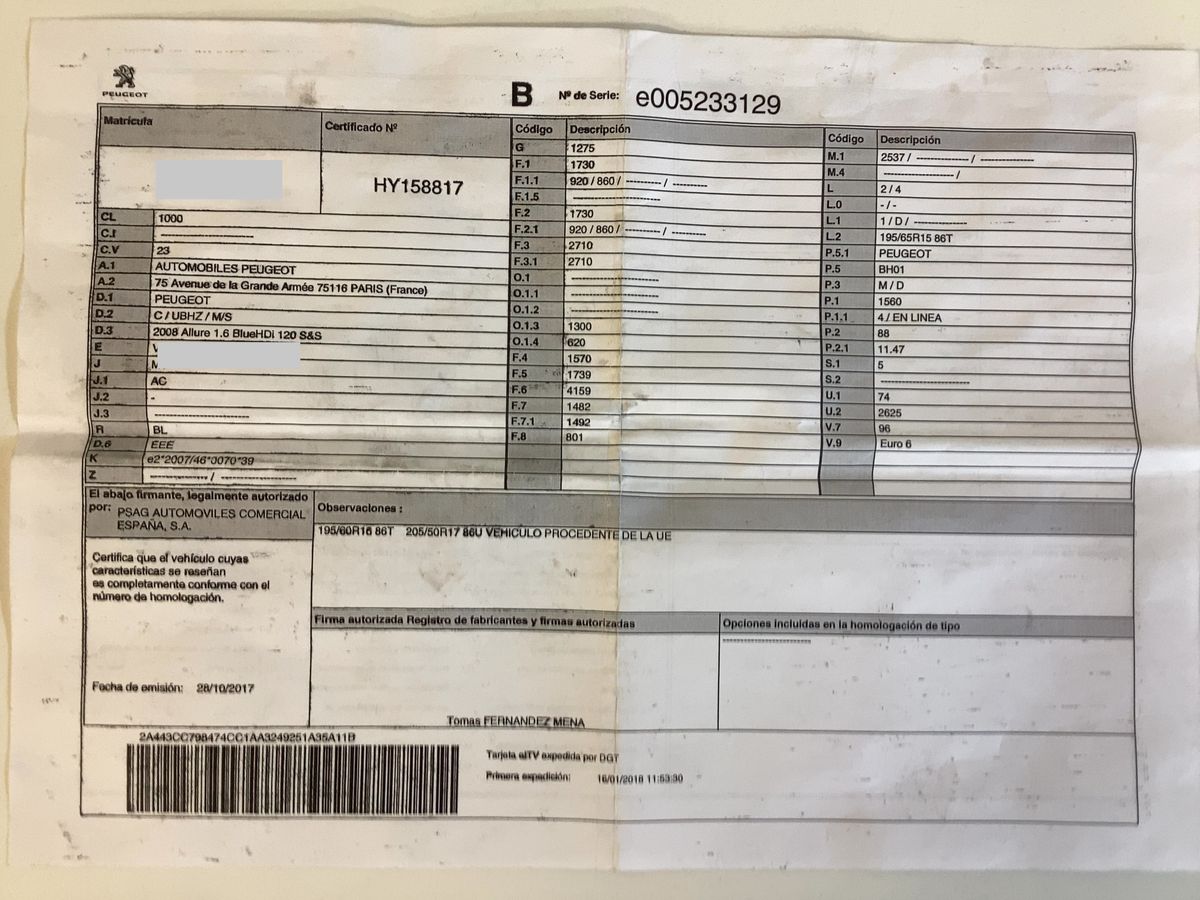 PEUGEOT
B Nº de Serie: e005233129
Matrícula
Certificado Nº
HY158817
CL 1000
C.I ---------------------
C.V 23
A.1 AUTOMOBILES PEUGEOT
A.2 75 Avenue de la Grande Armée 75116 PARIS (France)
D.1 PEUGEOT
D.2 C / UBHZ / M/S
D.3 2008 Allure 1.6 BlueHDi 120 S&S
E V
J M
J.1 AC
J.2 -
J.3 ---------------------
R BL
D.6 EEE
K e2*2007/46*0070*39
Z ------------- / -----------------
Código Descripción
G 1275
F.1 1730
F.1.1 920 / 860 / --------- / ---------
F.1.5 ---------------------
F.2 1730
F.2.1 920 / 860 / --------- / ---------
F.3 2710
F.3.1 2710
O.1 ---------------------
O.1.1 ---------------------
O.1.2 ---------------------
O.1.3 1300
O.1.4 620
F.4 1570
F.5 1739
F.6 4159
F.7 1482
F.7.1 1492
F.8 801
Código Descripción
M.1 2537 / ------------- / -------------
M.4 ------------------ /
L 2 / 4
L.0 - / -
L.1 1 / D / -------------
L.2 195/65R15 86T
P.5.1 PEUGEOT
P.5 BH01
P.3 M / D
P.1 1560
P.1.1 4 / EN LINEA
P.2 88
P.2.1 11.47
S.1 5
S.2 ---------------------
U.1 74
U.2 2625
V.7 96
V.9 Euro 6
El abajo firmante, legalmente autorizado
por: PSAG AUTOMOVILES COMERCIAL
ESPAÑA, S.A.
Certifica que el vehículo cuyas
características se reseñan
es completamente conforme con el
número de homologación.
Fecha de emisión: 26/10/2017
Observaciones :
195/60R16 86T 205/50R17 86U VEHICULO PROCEDENTE DE LA UE
Firma autorizada Registro de fabricantes y firmas autorizadas
Tomas FERNANDEZ MENA
Opciones incluidas en la homologación de tipo
---------------------
2A443CC798474CC1AA3249251A35A11B
Tarjeta eITV expedida por DGT
Primera expedición: 16/01/2018 11:53:30